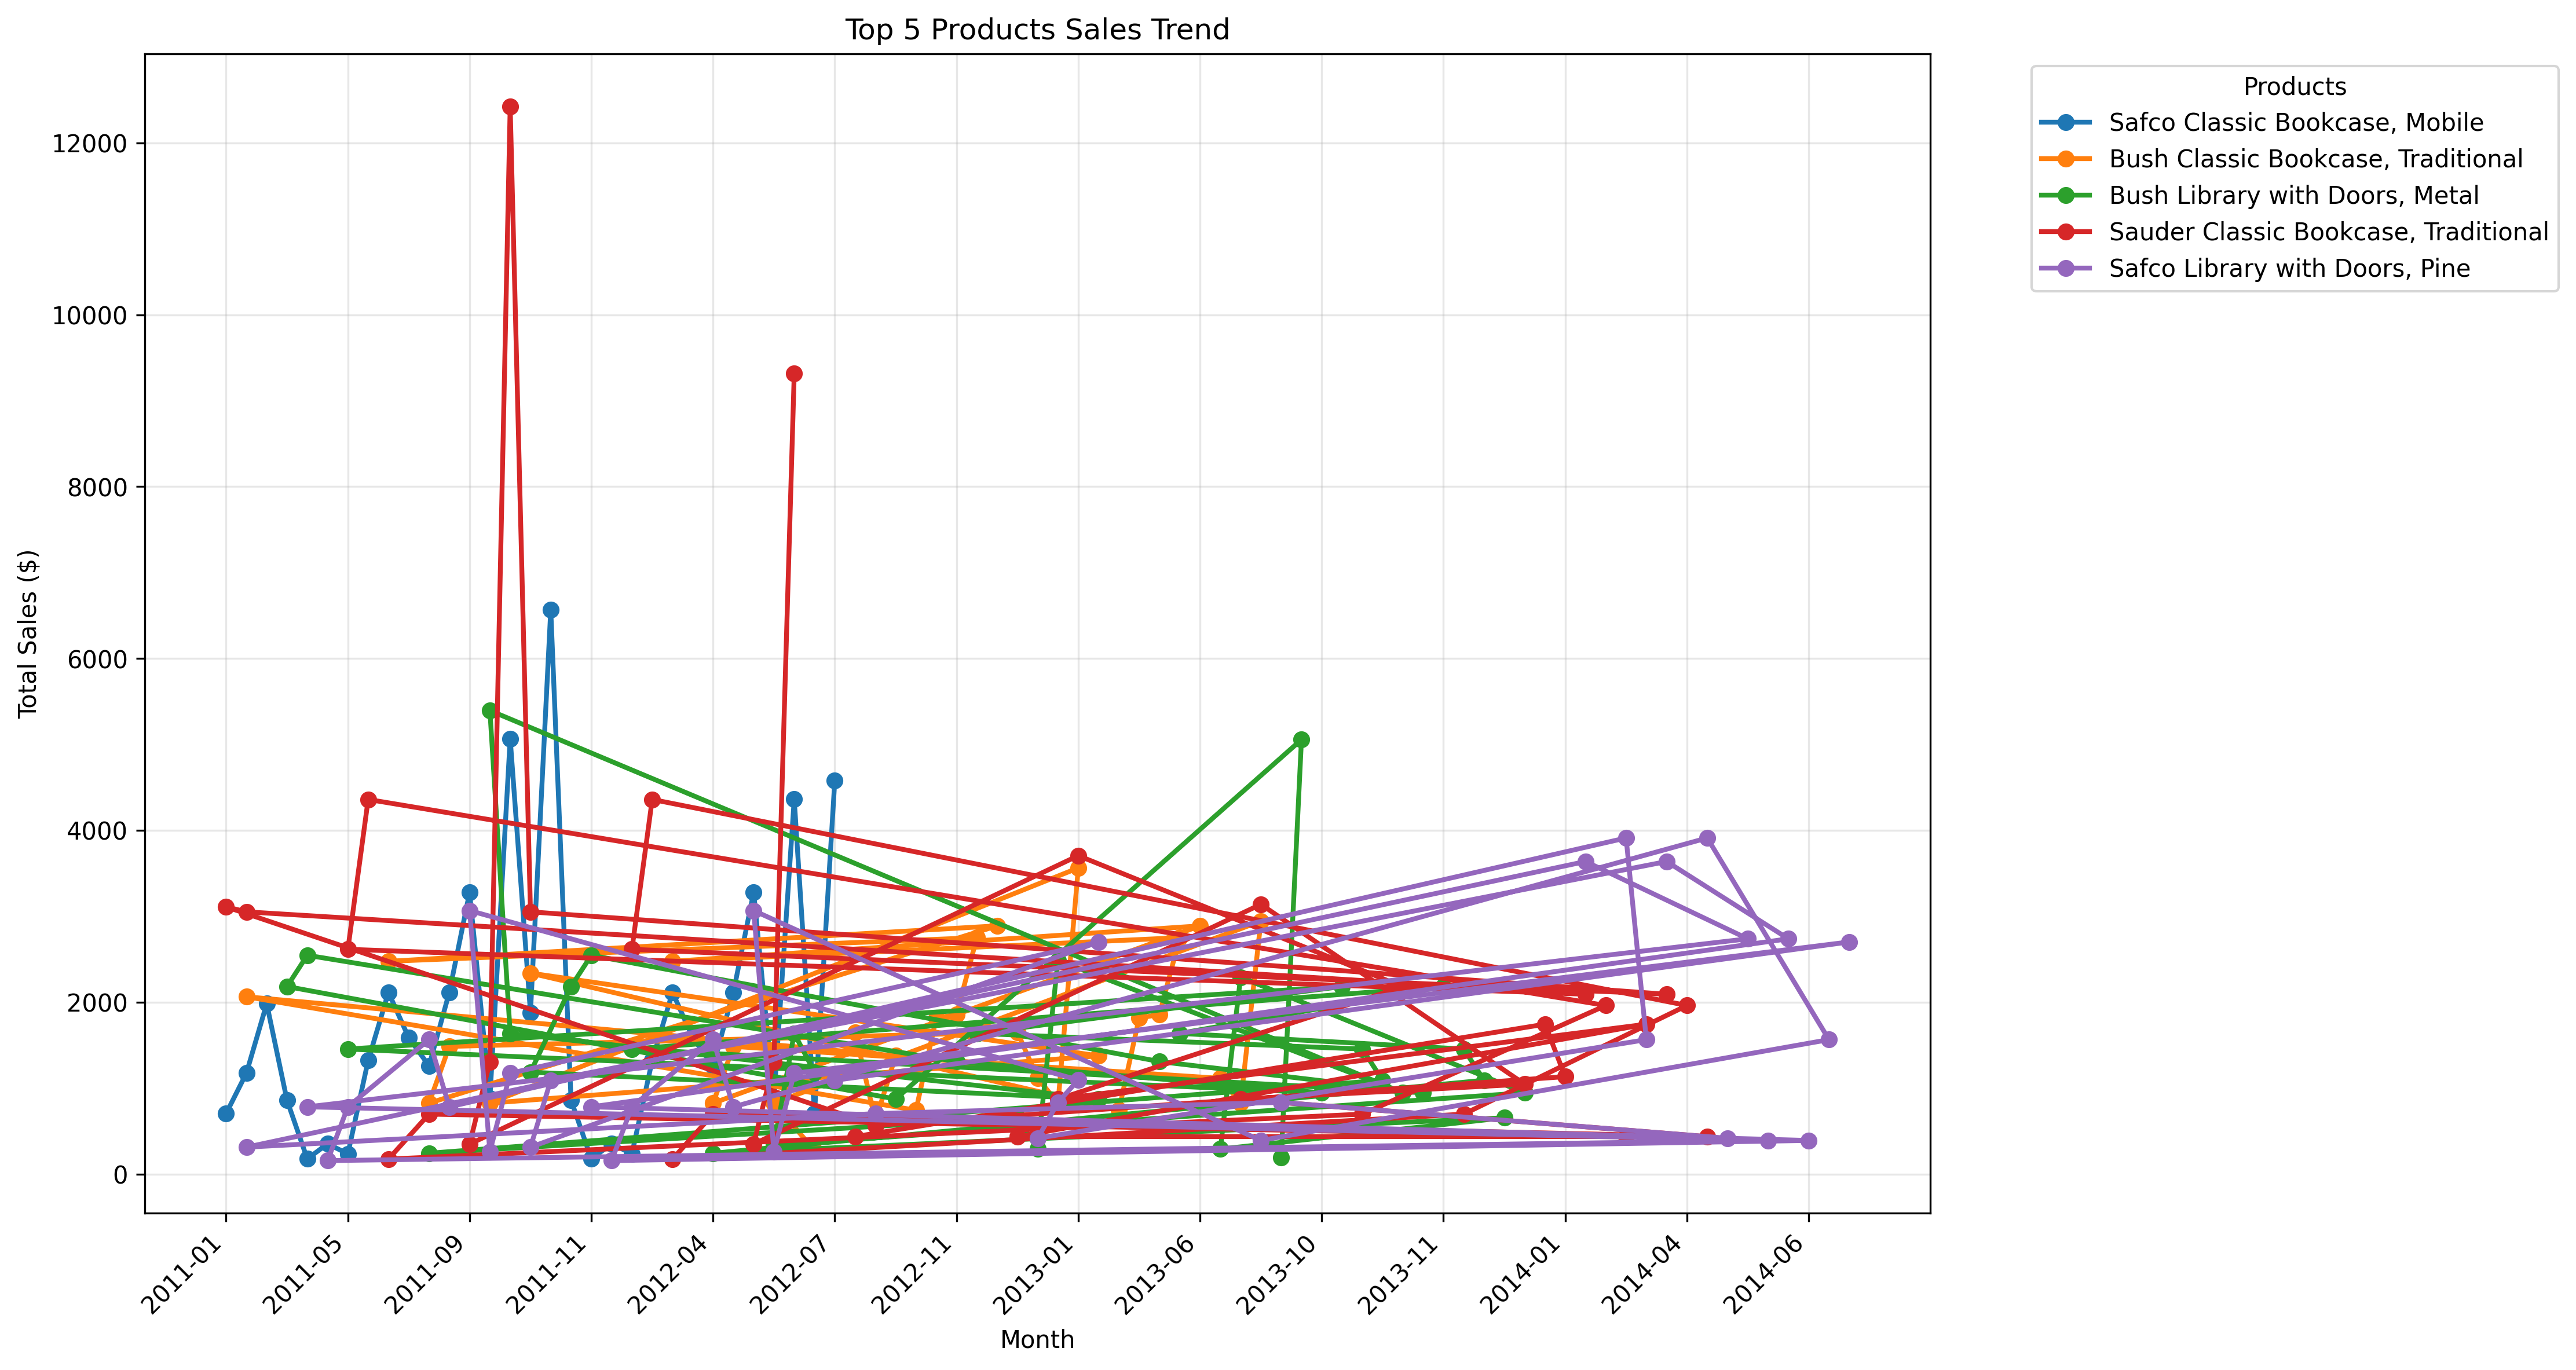 Top 5 Products Sales Trend
12000
10000
8000
6000
4000
2000
0
Total Sales ($)
2011-01
2011-05
2011-09
2011-11
2012-04
2012-07
2012-11
2013-01
2013-06
2013-10
2013-11
2014-01
2014-04
2014-06
Month
Products
Safco Classic Bookcase, Mobile
Bush Classic Bookcase, Traditional
Bush Library with Doors, Metal
Sauder Classic Bookcase, Traditional
Safco Library with Doors, Pine